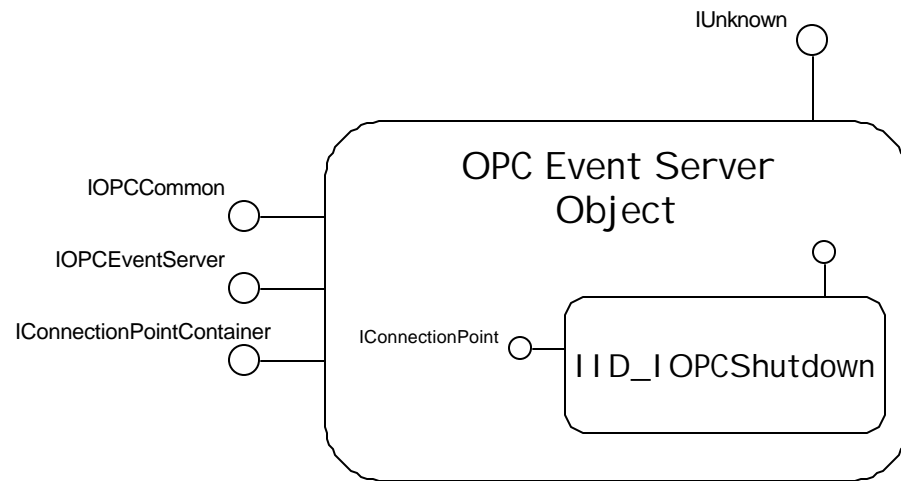 IUnknown
OPC Event Server
Object
IOPCCommon
IOPCEventServer
IConnectionPointContainer
IConnectionPoint
IID_IOPCShutdown